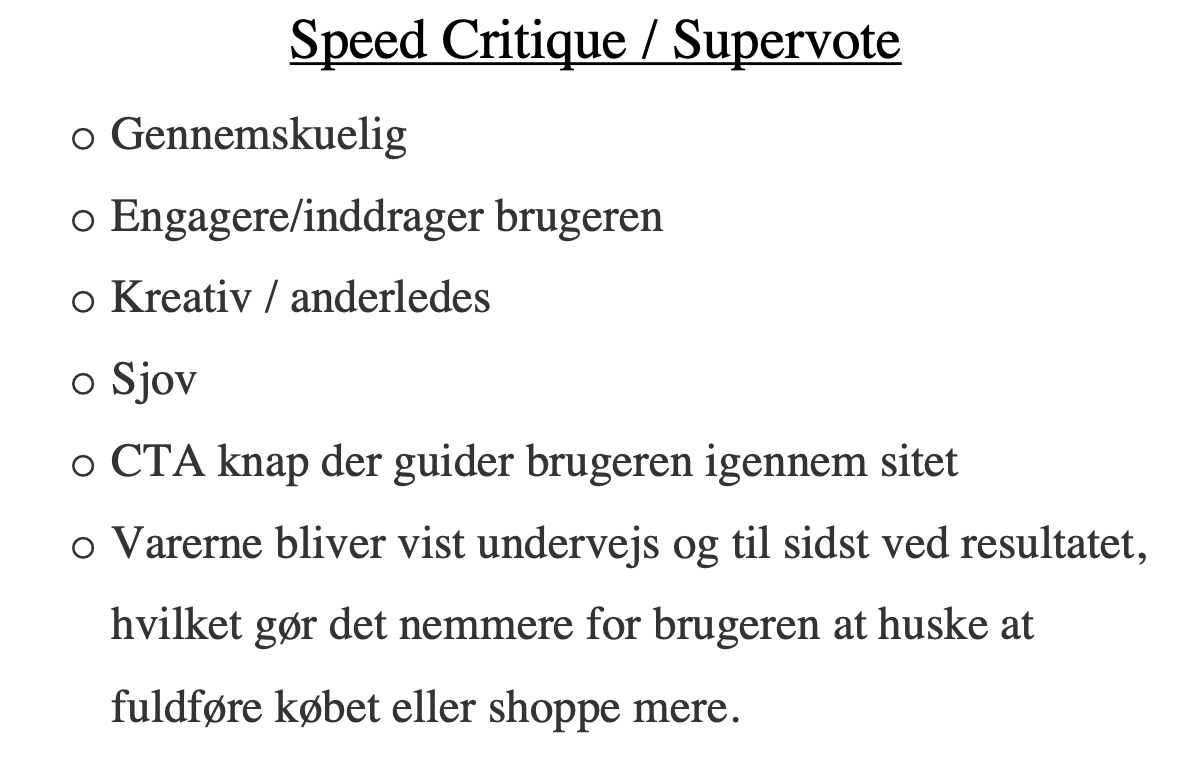 Speed Critique / Supervote
○ Gennemskuelig
○ Engagere/inddrager brugeren
○ Kreativ / anderledes
○ Sjov
○ CTA knap der guider brugeren igennem sitet
○ Varerne bliver vist undervejs og til sidst ved resultatet,
hvilket gør det nemmere for brugeren at huske at
fuldføre købet eller shoppe mere.